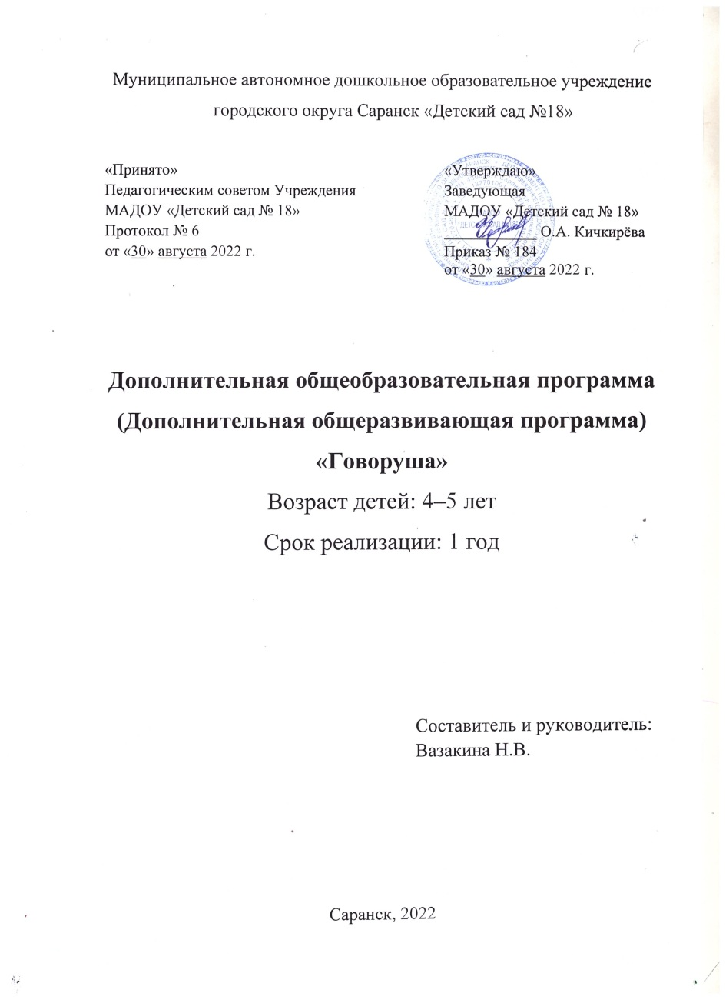 Муниципальное автономное дошкольное образовательное учреждение
городского округа Саранск «Детский сад №18»
«Принято»
Педагогическим советом Учреждения
МАДОУ «Детский сад № 18»
Протокол № 6
от «30» августа 2022 г.
«Утверждаю»
Заведующая
МАДОУ «Детский сад № 18»
____________ О.А. Кичкирёва
Приказ № 184
от «30» августа 2022 г.
Дополнительная общеобразовательная программа
(Дополнительная общеразвивающая программа)
«Говоруша»
Возраст детей: 4–5 лет
Срок реализации: 1 год
Составитель и руководитель:
Вазакина Н.В.
Саранск, 2022